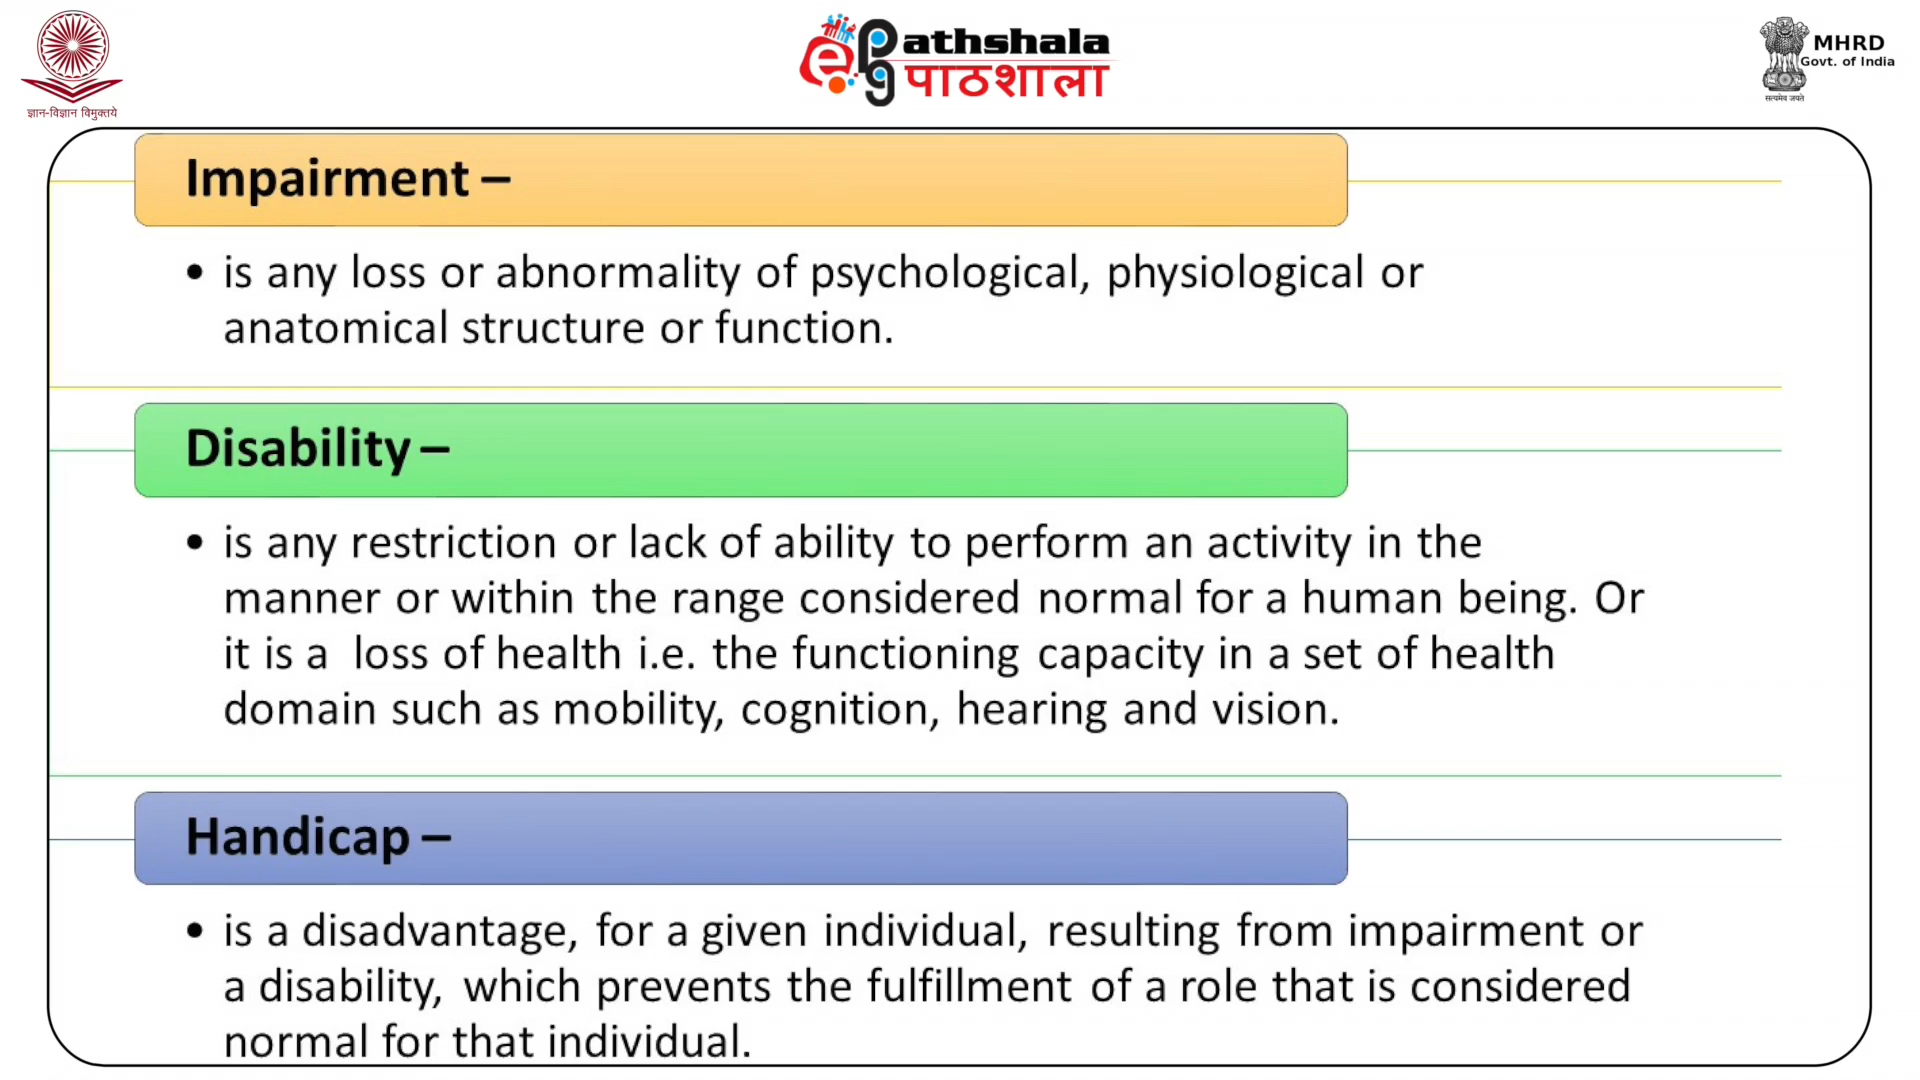 ज्ञान-विज्ञान विमुक्तये
e PG Pathshala
पाठशाला
MHRD
Govt. of India
सत्यमेव जयते
Impairment –
• is any loss or abnormality of psychological, physiological or
anatomical structure or function.
Disability –
• is any restriction or lack of ability to perform an activity in the
manner or within the range considered normal for a human being. Or
it is a loss of health i.e. the functioning capacity in a set of health
domain such as mobility, cognition, hearing and vision.
Handicap –
• is a disadvantage, for a given individual, resulting from impairment or
a disability, which prevents the fulfillment of a role that is considered
normal for that individual.